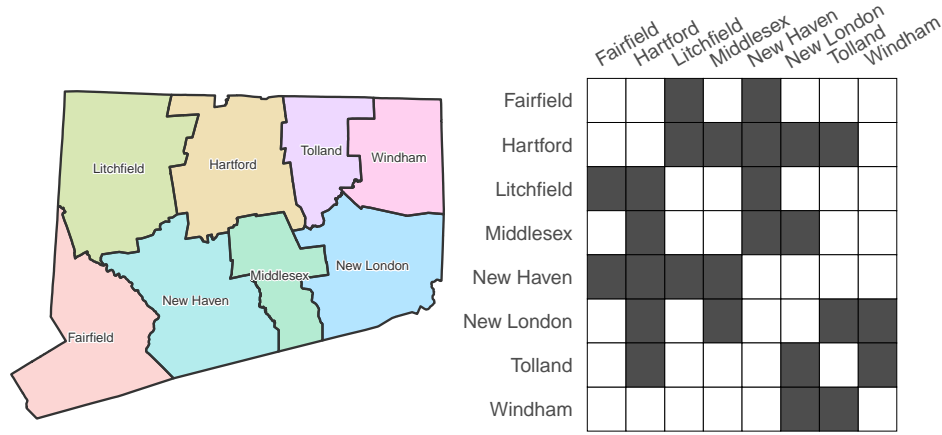 Litchfield
Hartford
Tolland
Windham
New London
Middlesex
New Haven
Fairfield
Fairfield
Hartford
Litchfield
Middlesex
New Haven
New London
Tolland
Windham
Fairfield
Hartford
Litchfield
Middlesex
New Haven
New London
Tolland
Windham